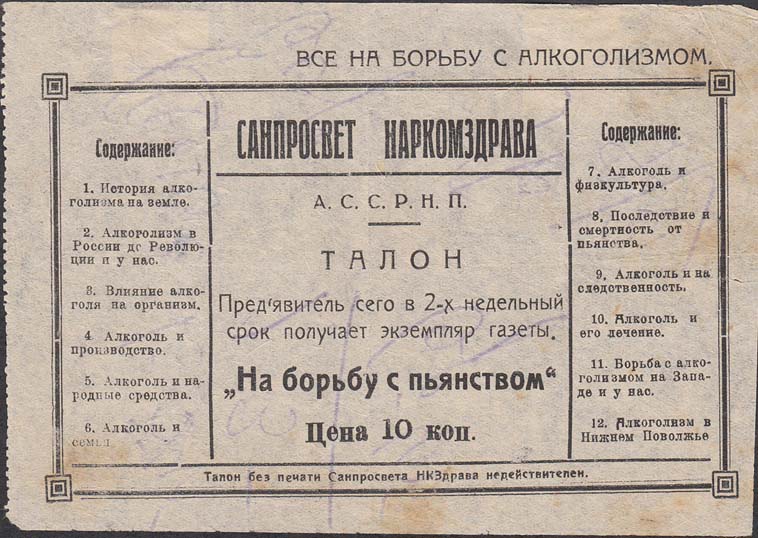 ВСЕ НА БОРЬБУ С АЛКОГОЛИЗМОМ.
Содержание:
1. История алко-
голизма на земле.
2. Алкоголизм в
России до Револю-
ции и у нас.
3. Влияние алко-
голя на организм.
4 Алкоголь и
производство.
5. Алкоголь и на-
родные средства.
6. Алкоголь и
семья.
САНПРОСВЕТ НАРКОМЗДРАВА
А. С. С. Р. Н. П.
ТАЛОН
Пред'явитель сего в 2-х недельный
срок получает экземпляр газеты.
„На борьбу с пьянством“
Цена 10 коп.
Содержание:
7. Алкоголь и
физкультура.
8. Последствие и
смертность от
пьянства.
9. Алкоголь и на
следственность.
10. Алкоголь и
его лечение.
11. Борьба с алко-
голизмом на Запа-
де и у нас.
12. Алкоголизм в
Нижнем Поволжье
Талон без печати Санпросвета НКЗдрава недействителен.